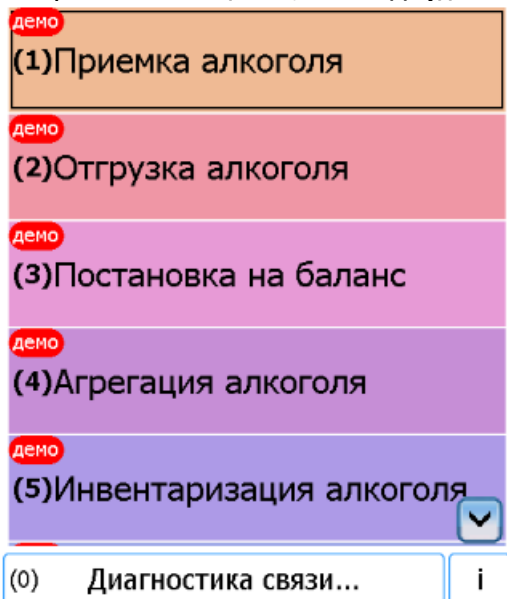 демо
(1)Приемка алкоголя
демо
(2)Отгрузка алкоголя
демо
(3)Постановка на баланс
демо
(4)Агрегация алкоголя
демо
(5)Инвентаризация алкоголя
(0) Диагностика связи... i